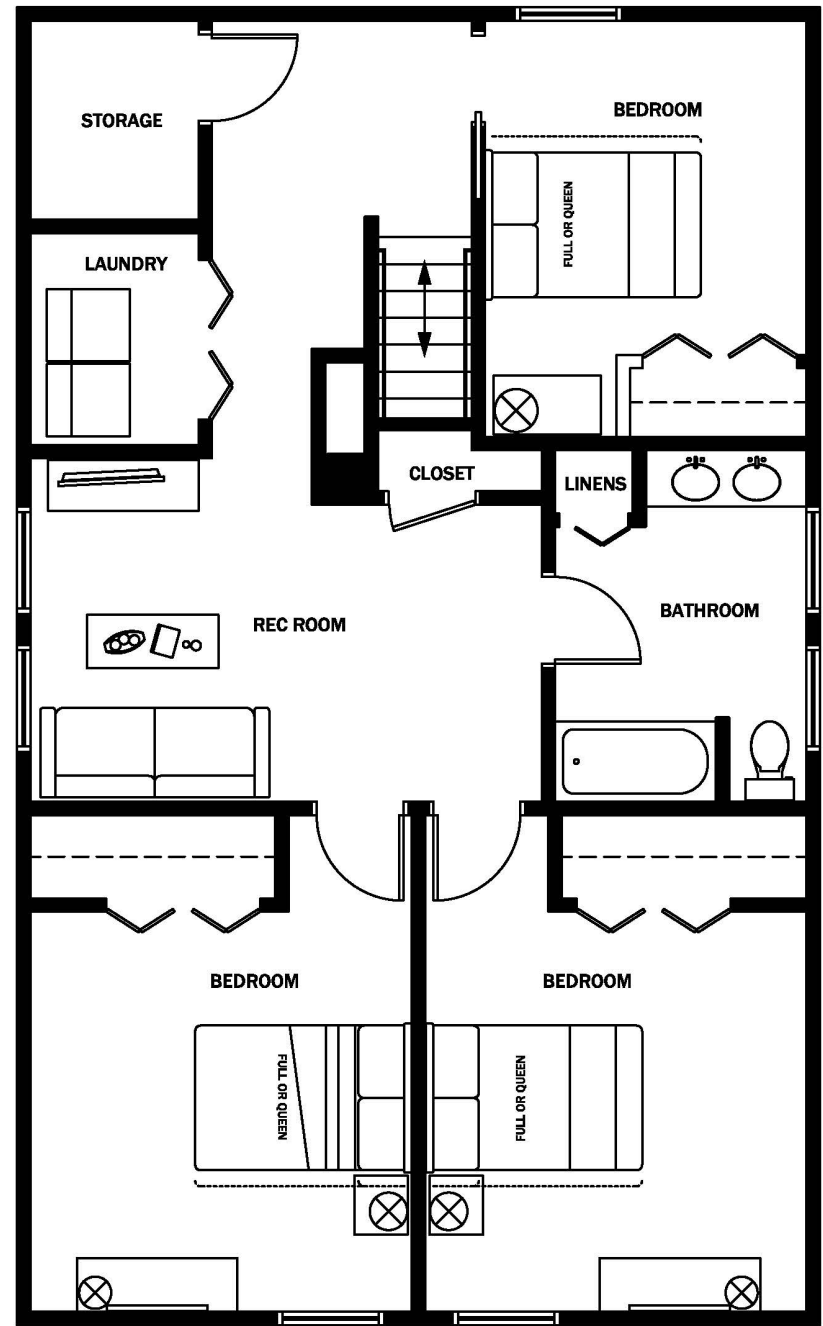 STORAGE
BEDROOM
FULL OR QUEEN
LAUNDRY
CLOSET
LINENS
REC ROOM
BATHROOM
BEDROOM
BEDROOM
FULL OR QUEEN
FULL OR QUEEN